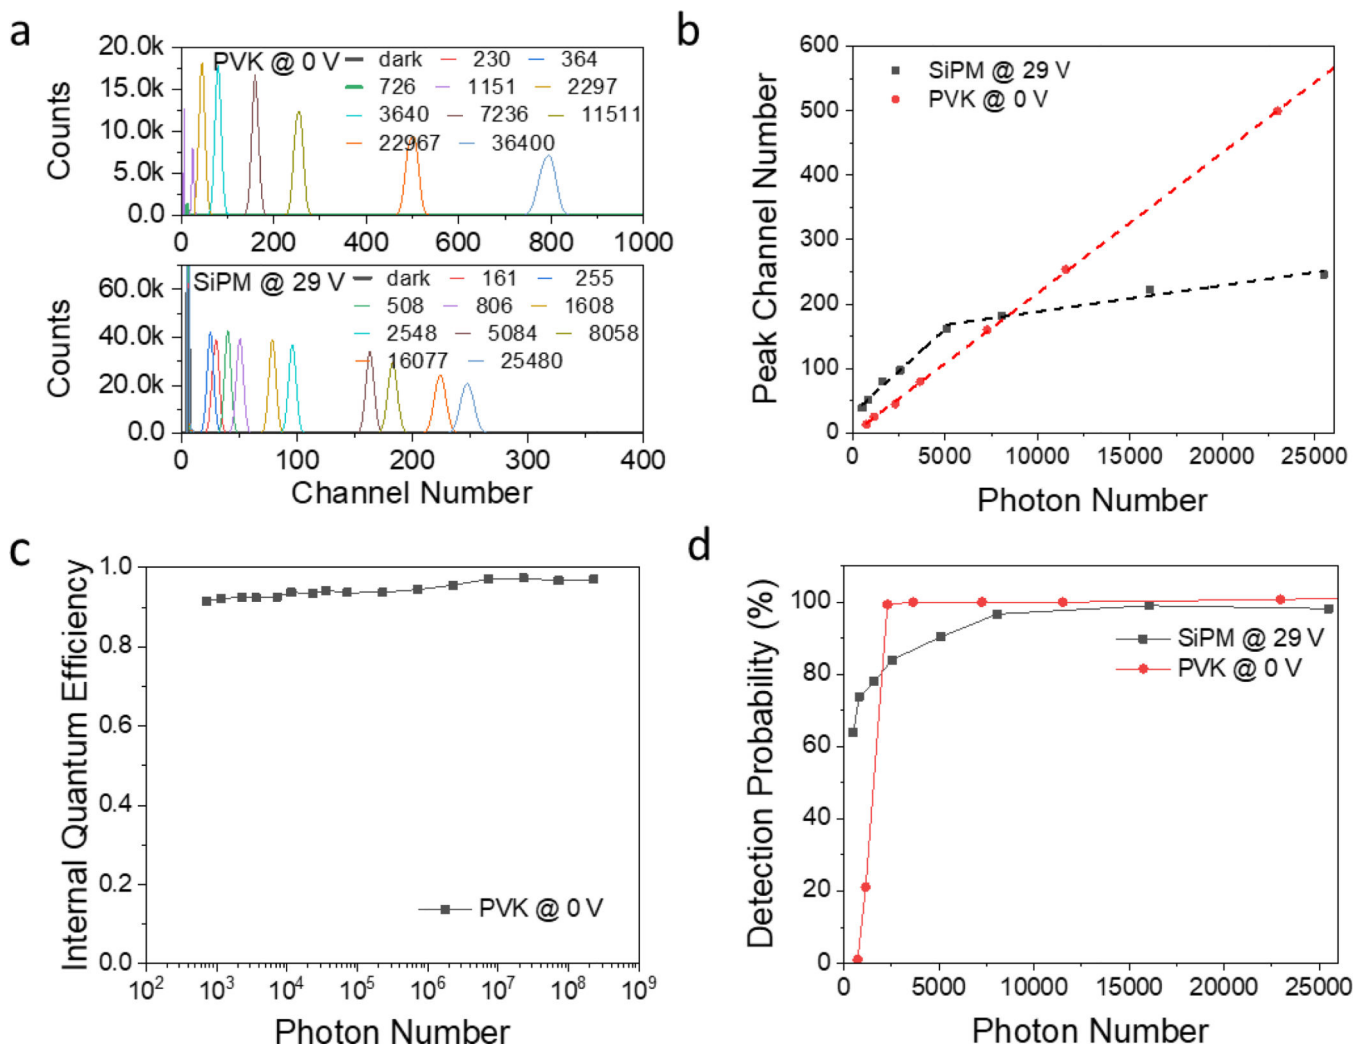 a
20.0k
15.0k
10.0k
5.0k
0.0
Counts
PVK @ 0 V
dark 230 364
726 1151 2297
3640 7236 11511
22967 36400
0 200 400 600 800 1000
60.0k
40.0k
20.0k
0.0
Counts
SiPM @ 29 V
dark 161 255
508 806 1608
2548 5084 8058
16077 25480
0 100 200 300 400
Channel Number
b
600
500
400
300
200
100
0
Peak Channel Number
SiPM @ 29 V
PVK @ 0 V
0 5000 10000 15000 20000 25000
Photon Number
c
1.0
0.8
0.6
0.4
0.2
0.0
Internal Quantum Efficiency
PVK @ 0 V
10² 10³ 10⁴ 10⁵ 10⁶ 10⁷ 10⁸ 10⁹
Photon Number
d
100
80
60
40
20
0
Detection Probability (%)
SiPM @ 29 V
PVK @ 0 V
0 5000 10000 15000 20000 25000
Photon Number